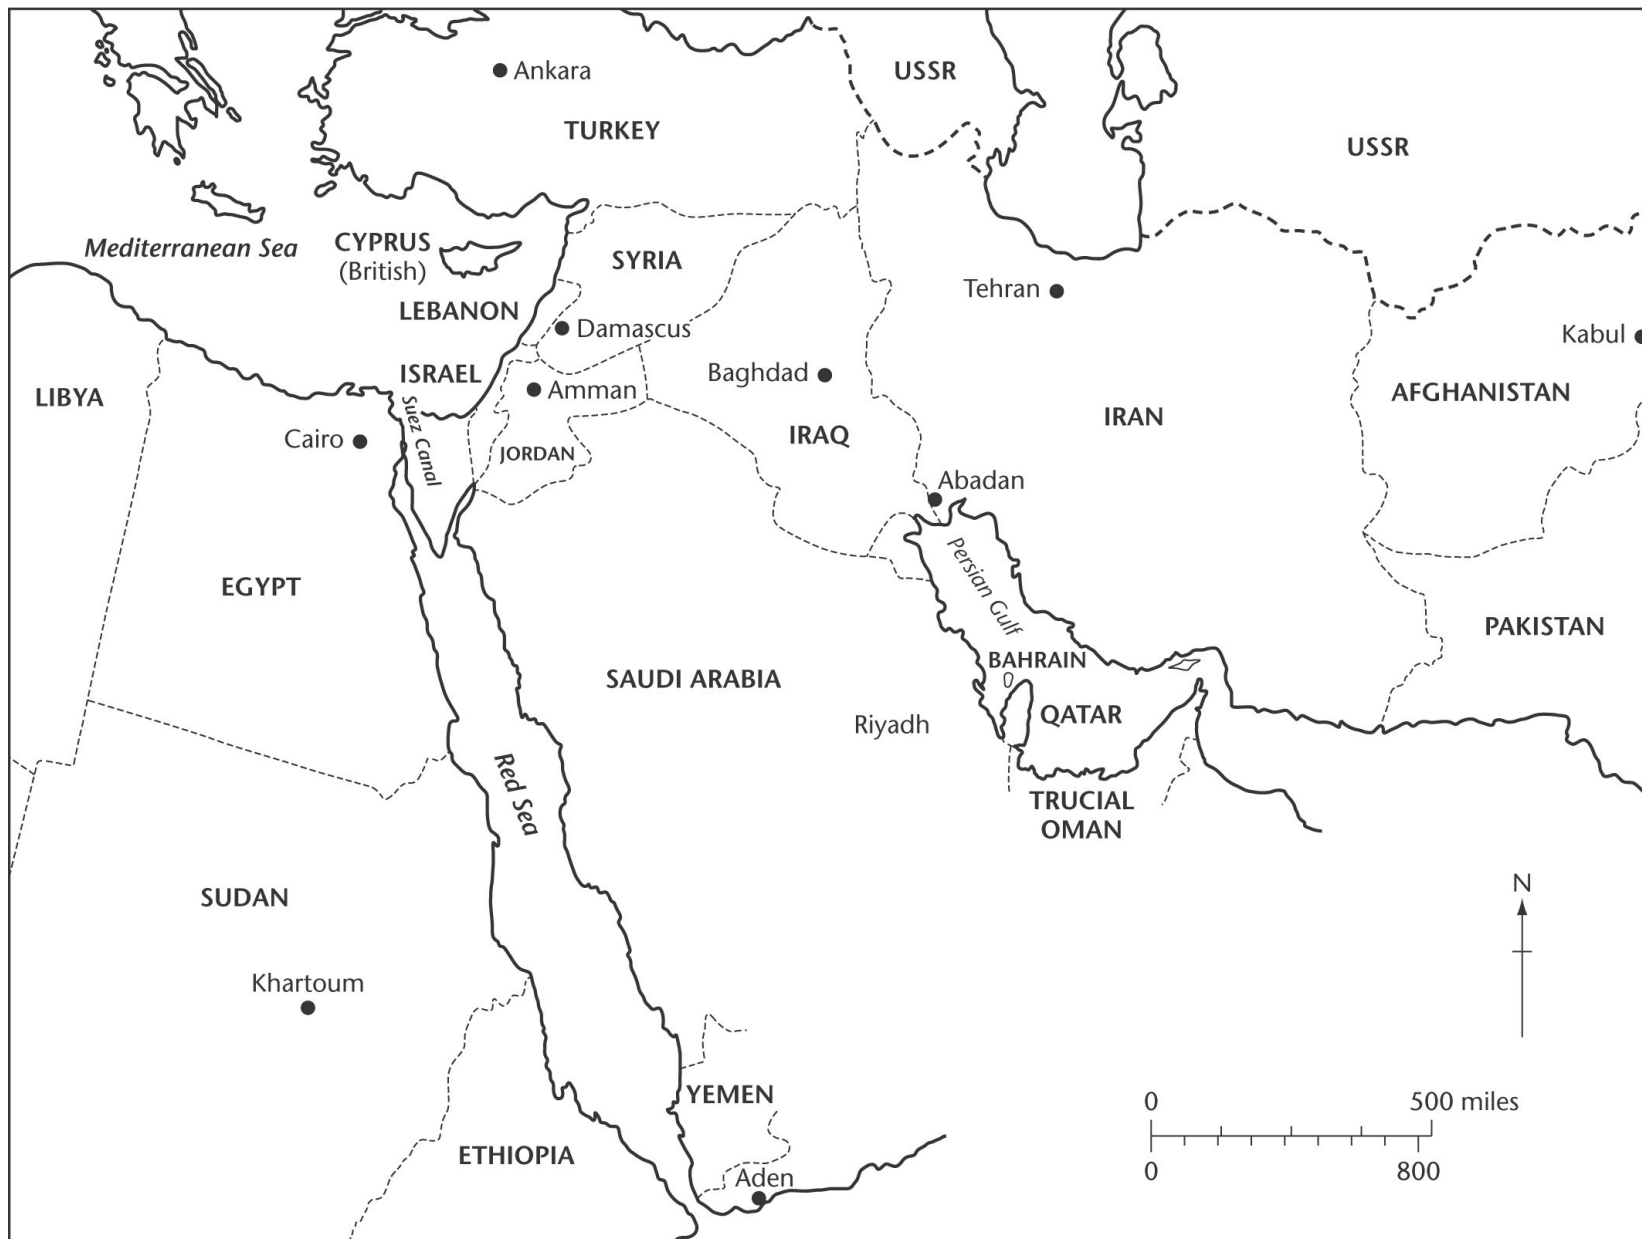 Ankara
USSR
TURKEY
USSR
Mediterranean Sea
CYPRUS
(British)
SYRIA
LEBANON
Tehran
Damascus
Kabul
ISRAEL
Baghdad
Amman
LIBYA
AFGHANISTAN
Suez Canal
Cairo
IRAQ
IRAN
JORDAN
Abadan
Persian Gulf
EGYPT
PAKISTAN
BAHRAIN
SAUDI ARABIA
QATAR
Riyadh
Red Sea
TRUCIAL
OMAN
SUDAN
N
Khartoum
YEMEN
0 500 miles
ETHIOPIA
0 800
Aden